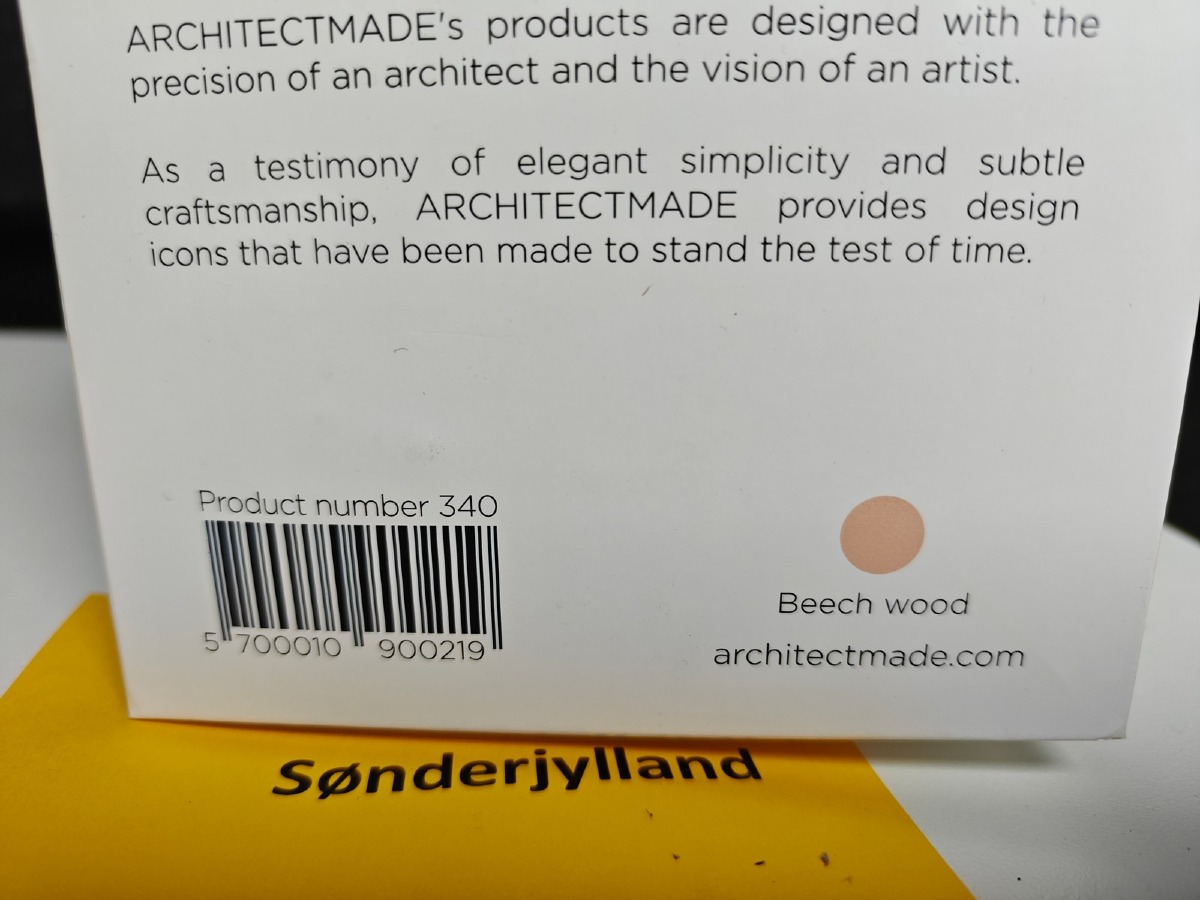 ARCHITECTMADE's products are designed with the
precision of an architect and the vision of an artist.
As a testimony of elegant simplicity and subtle
craftsmanship, ARCHITECTMADE provides design
icons that have been made to stand the test of time.
Product number 340
5 700010 900219
Beech wood
architectmade.com
Sønderjylland